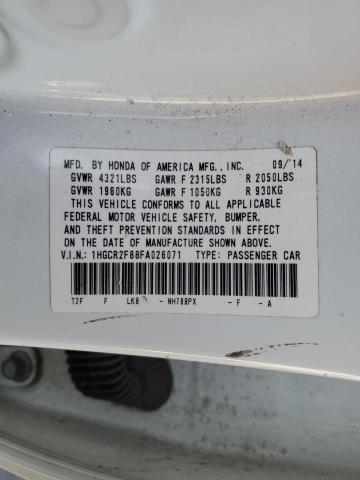 MFD. BY HONDA OF AMERICA MFG., INC. 09/'14
GVWR 4321LBS GAWR F 2315LBS R 2050LBS
GVWR 1960KG GAWR F 1050KG R 930KG
THIS VEHICLE CONFORMS TO ALL APPLICABLE
FEDERAL MOTOR VEHICLE SAFETY, BUMPER,
AND THEFT PREVENTION STANDARDS IN EFFECT
ON THE DATE OF MANUFACTURE SHOWN ABOVE.
V.I.N.: 1HGCR2F88FA026071 TYPE: PASSENGER CAR
T2F F LK8 - NH788PX - F - A